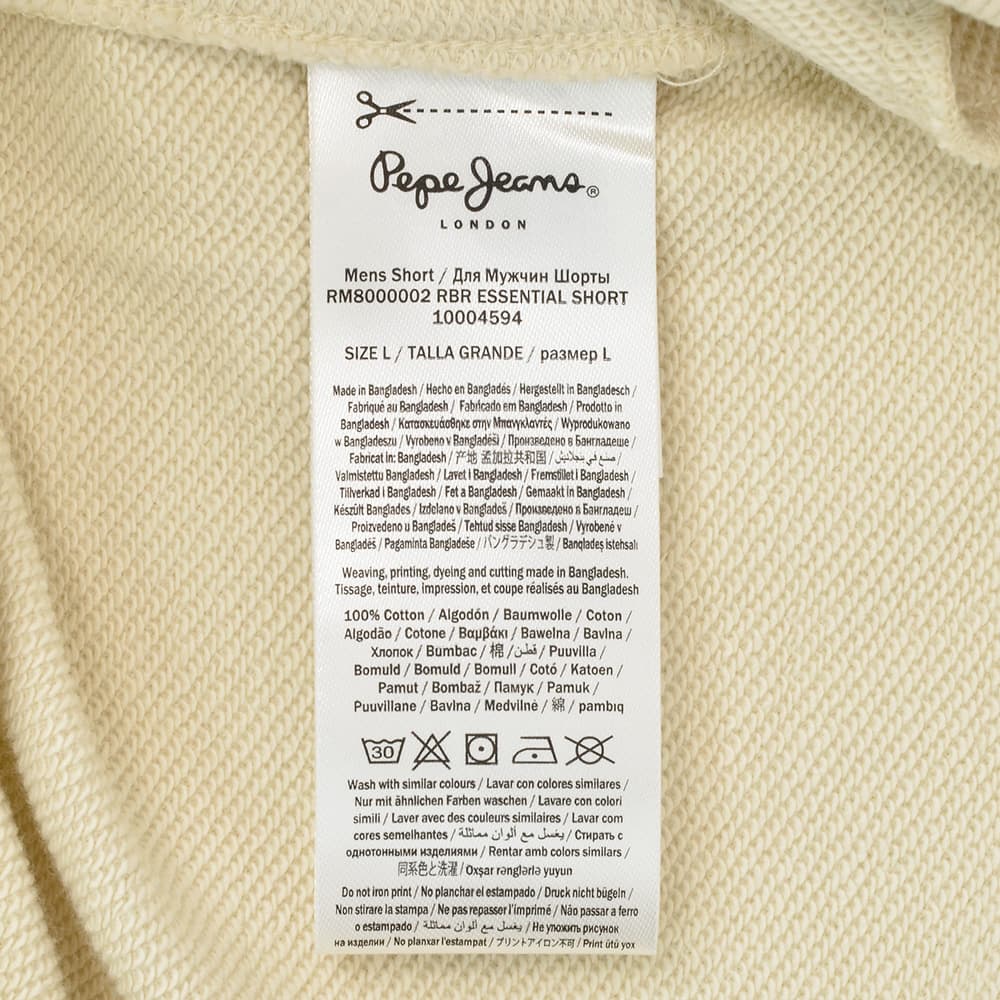 Pepe Jeans®
LONDON
Mens Short / Для Мужчин Шорты
RM8000002 RBR ESSENTIAL SHORT
10004594
SIZE L / TALLA GRANDE / размер L
Made in Bangladesh / Hecho en Bangladés / Hergestellt in Bangladesch /
Fabriqué au Bangladesh / Fabricado em Bangladesh / Prodotto in
Bangladesh / Κατασκευάσθηκε στην Μπανγκλαντές / Wyprodukowano
w Bangladeszu / Vyrobeno v Bangladéši / Произведено в Бангладеше /
Fabricat in: Bangladesh / 产地 孟加拉共和国 / صنع في بنجلاديش /
Valmistettu Bangladesh / Lavet i Bangladesh / Fremstillet i Bangladesh /
Tillverkad i Bangladesh / Fet a Bangladesh / Gemaakt in Bangladesh /
Készült Banglades / Izdelano v Bangladeš / Произведено в Бангладеш /
Proizvedeno u Bangladeš / Tehtud sisse Bangladesh / Vyrobené v
Bangladéš / Pagaminta Bangladeše / バングラデシュ製 / Banqladeş istehsalı
Weaving, printing, dyeing and cutting made in Bangladesh.
Tissage, teinture, impression, et coupe réalisés au Bangladesh
100% Cotton / Algodón / Baumwolle / Coton /
Algodão / Cotone / Βαμβάκι / Bawelna / Bavlna /
Хлопок / Bumbac / 棉 / قطن / Puuvilla /
Bomuld / Bomuld / Bomull / Cotó / Katoen /
Pamut / Bombaž / Памук / Pamuk /
Puuvillane / Bavlna / Medvilnė / 綿 / pambıq
30
Wash with similar colours / Lavar con colores similares /
Nur mit ähnlichen Farben waschen / Lavare con colori
simili / Laver avec des couleurs similaires / Lavar com
cores semelhantes / يغسل مع ألوان مماثلة / Стирать с
однотонными изделиями / Rentar amb colors similars /
同系色と洗濯 / Oxşar rənglərlə yuyun
Do not iron print / No planchar el estampado / Druck nicht bügeln /
Non stirare la stampa / Ne pas repasser l'imprimé / Não passar a ferro
o estampado / يغسل مع ألوان مماثلة / Не утюжить рисунок
на изделии / No planxar l'estampat / プリントアイロン不可 / Print ütü yox